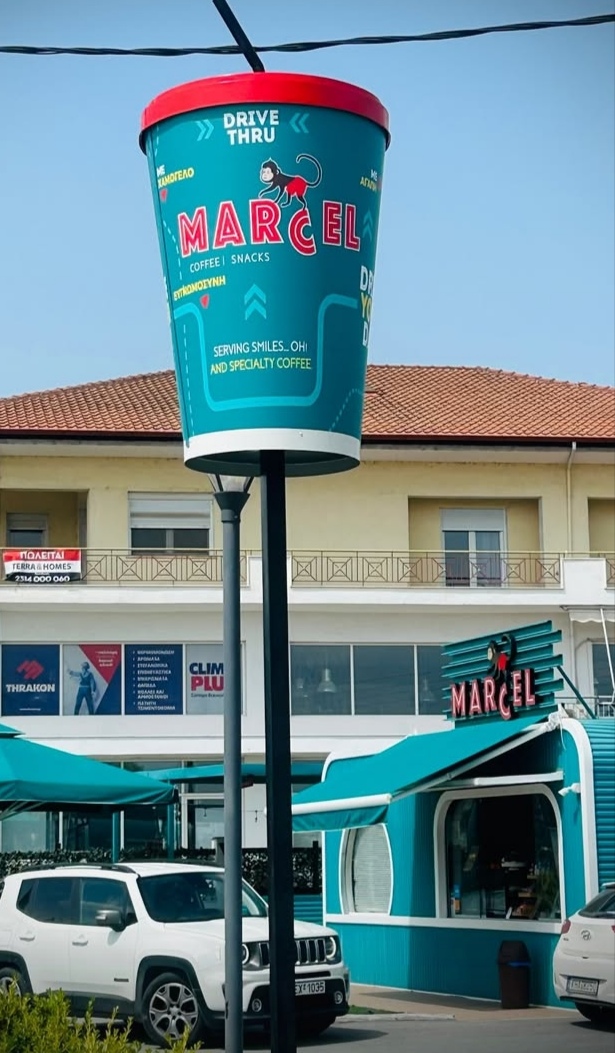 DRIVE
THRU
ΜΕ
ΧΑΜΟΓΕΛΟ
ΜΕ
MARCEL
COFFEE | SNACKS
ΕΥΓΝΩΜΟΣΥΝΗ
SERVING SMILES... OH!
AND SPECIALTY COFFEE
ΠΩΛΕΙΤΑΙ
TERRA HOMES
2314 000 060
THRAKON
CLIM
PLU
MARCEL